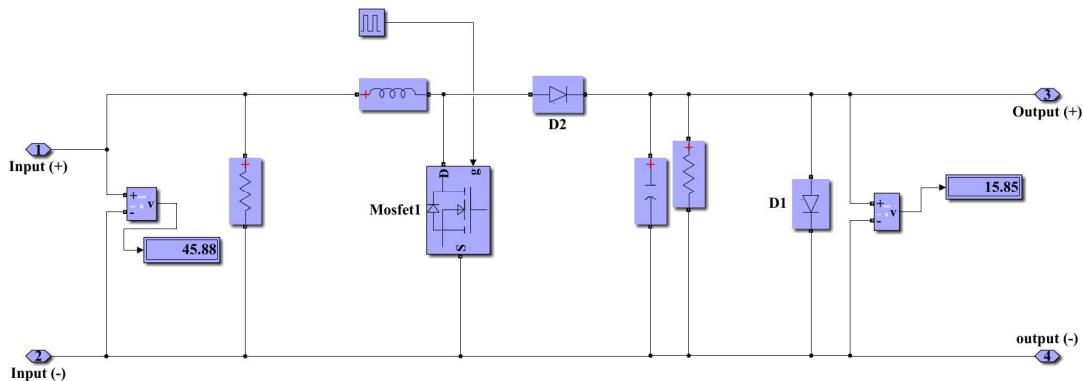 D2
1
Input (+)
3
Output (+)
+
-
v
45.88
D
g
Mosfet1
S
D1
+
-
v
15.85
2
Input (-)
output (-)
4